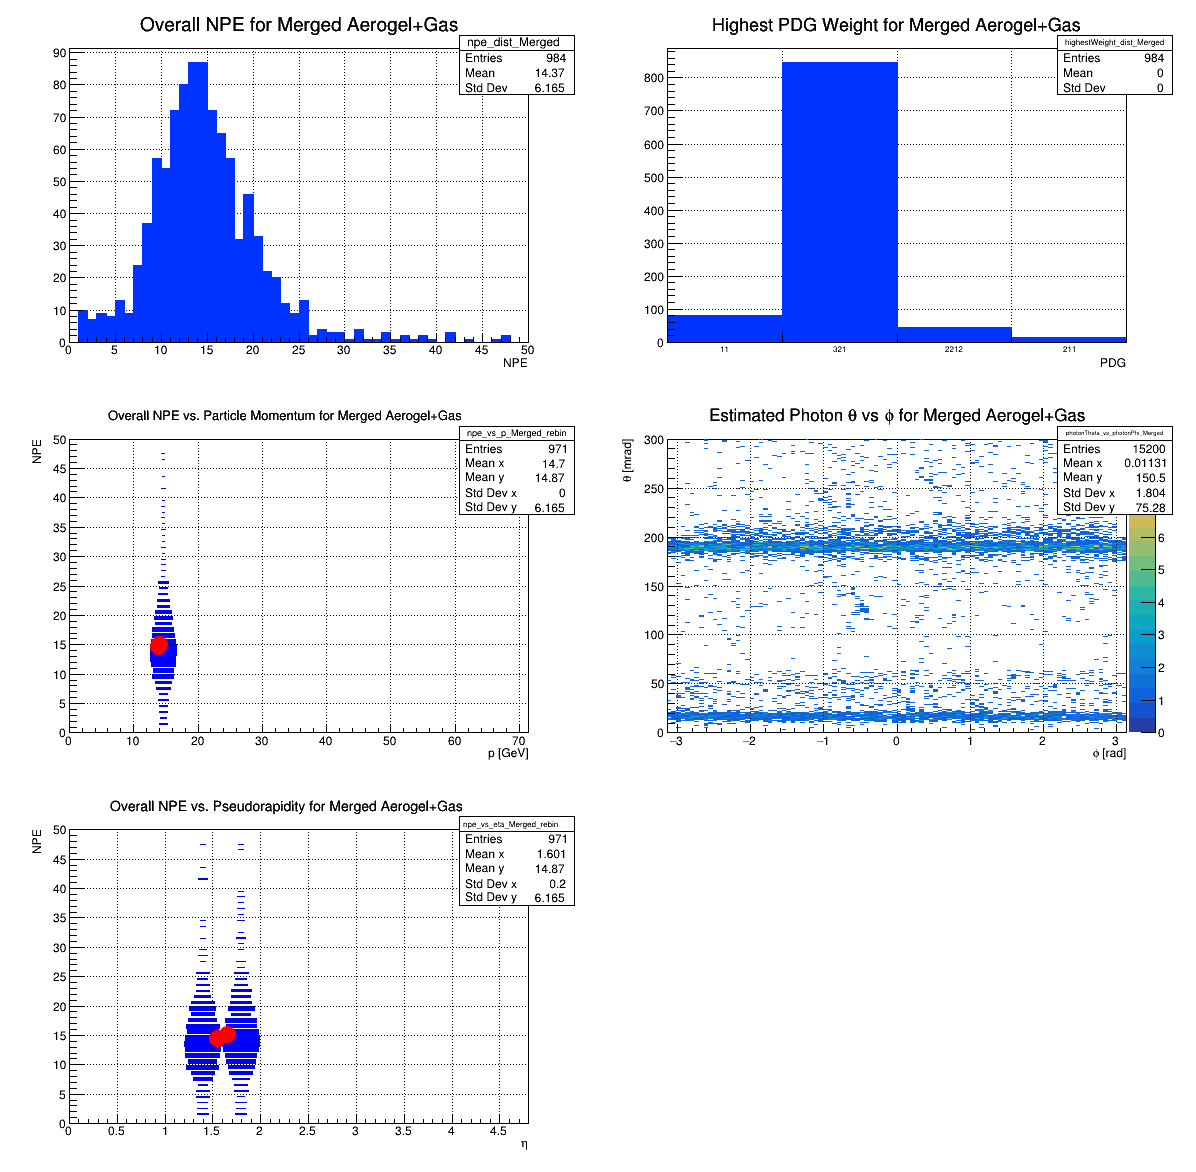 Overall NPE for Merged Aerogel+Gas
npe_dist_Merged
Entries 984
Mean 14.37
Std Dev 6.165
90
80
70
60
50
40
30
20
10
0
5 10 15 20 25 30 35 40 45 50
NPE
Highest PDG Weight for Merged Aerogel+Gas
highestWeight_dist_Merged
Entries 984
Mean 0
Std Dev 0
800
700
600
500
400
300
200
100
0
11 321 2212 211
PDG
Overall NPE vs. Particle Momentum for Merged Aerogel+Gas
npe_vs_p_Merged_rebin
Entries 971
Mean x 14.7
Mean y 14.87
Std Dev x 0
Std Dev y 6.165
NPE
50
45
40
35
30
25
20
15
10
5
0
0 10 20 30 40 50 60 70
p [GeV]
Estimated Photon θ vs ϕ for Merged Aerogel+Gas
photonTheta_vs_photonPhi_Merged
Entries 15200
Mean x 0.01131
Mean y 150.5
Std Dev x 1.804
Std Dev y 75.28
θ [mrad]
300
250
200
150
100
50
0
−3 −2 −1 0 1 2 3
ϕ [rad]
6
5
4
3
2
1
0
Overall NPE vs. Pseudorapidity for Merged Aerogel+Gas
npe_vs_eta_Merged_rebin
Entries 971
Mean x 1.601
Mean y 14.87
Std Dev x 0.2
Std Dev y 6.165
NPE
50
45
40
35
30
25
20
15
10
5
0
0 0.5 1 1.5 2 2.5 3 3.5 4 4.5
η